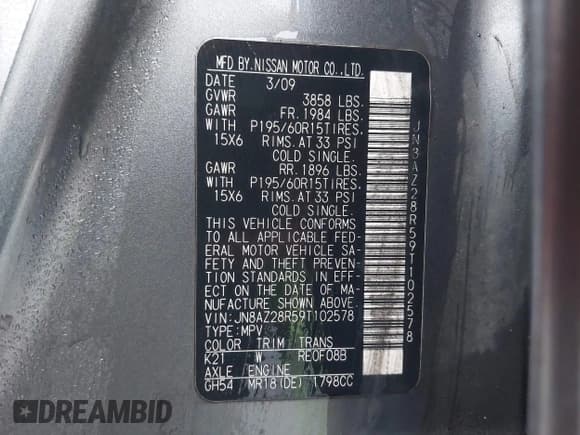 MFD BY.NISSAN MOTOR CO.,LTD.
DATE 3/09
GVWR 3858 LBS.
GAWR FR. 1984 LBS.
WITH P195/60R15TIRES.
15X6 RIMS. AT 33 PSI
COLD SINGLE.
GAWR RR. 1896 LBS.
WITH P195/60R15TIRES.
15X6 RIMS. AT 33 PSI
COLD SINGLE.
THIS VEHICLE CONFORMS
TO ALL APPLICABLE FED-
ERAL MOTOR VEHICLE SA-
FETY AND THEFT PREVEN-
TION STANDARDS IN EFF-
ECT ON THE DATE OF MA-
NUFACTURE SHOWN ABOVE.
VIN:JN8AZ28R59T102578
TYPE:MPV
COLOR TRIM TRANS
K21 W RE0F08B
AXLE ENGINE
GH54 MR18(DE) 1798CC
JN8AZ28R59T102578
DREAMBID